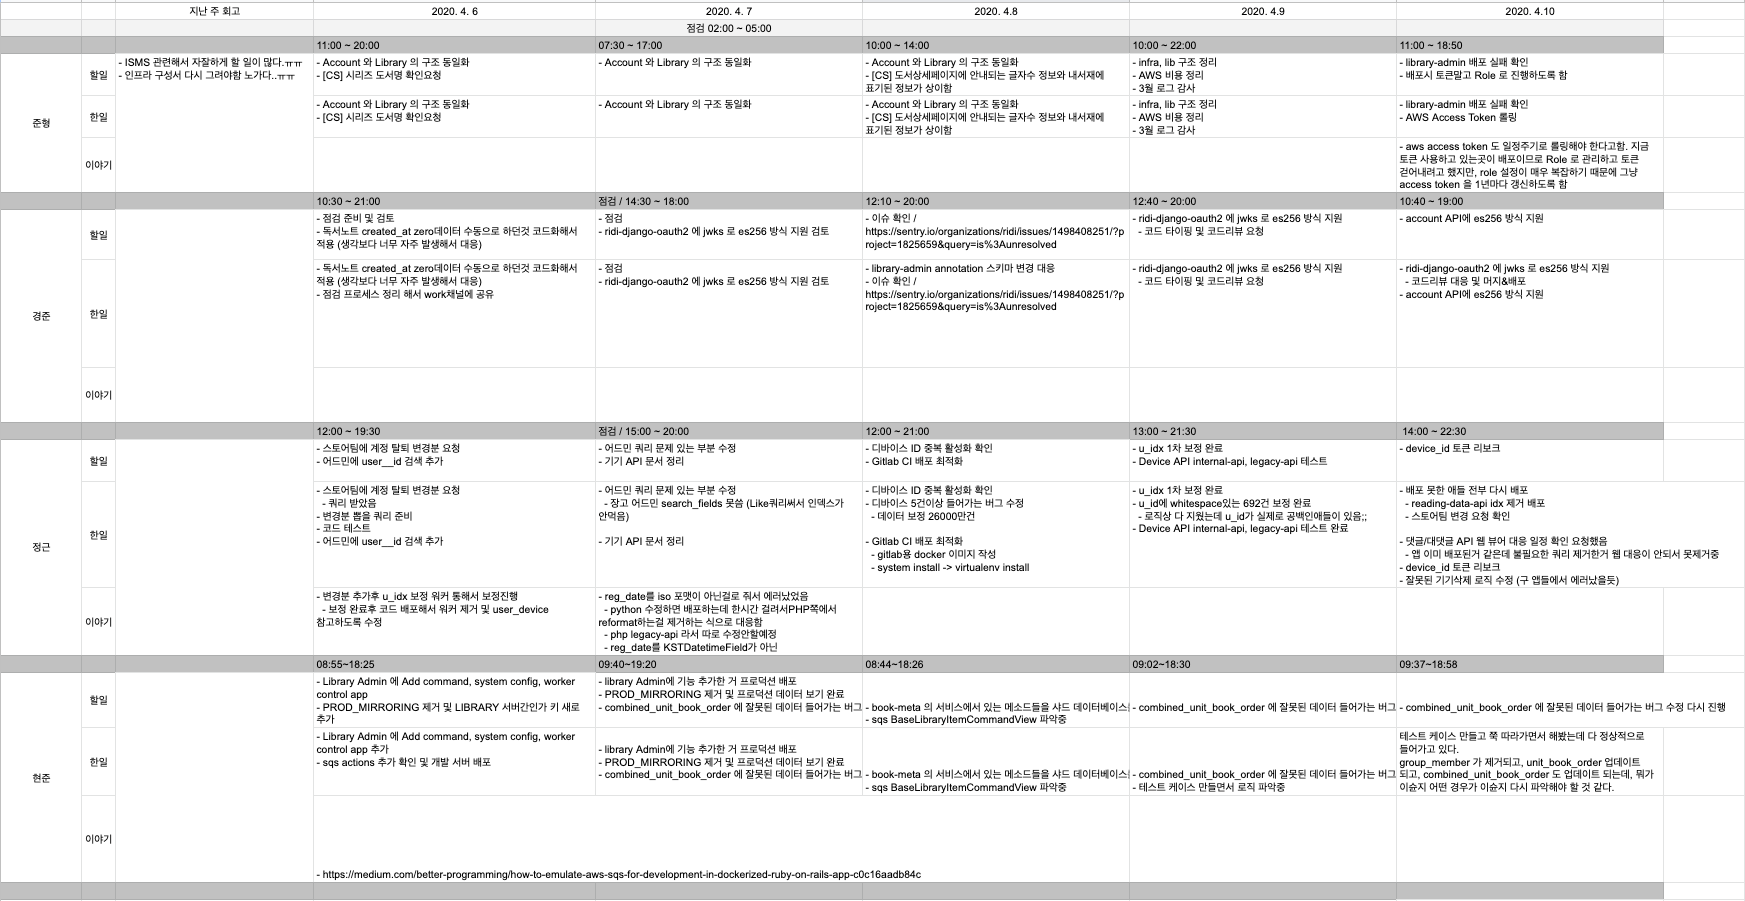 지난 주 회고
2020. 4. 6
2020. 4. 7
2020. 4.8
2020. 4.9
2020. 4.10
점검 02:00 ~ 05:00
11:00 ~ 20:00
07:30 ~ 17:00
10:00 ~ 14:00
10:00 ~ 22:00
11:00 ~ 18:50
준형
- ISMS 관련해서 자잘하게 할 일이 많다.ㅠㅠ
- 인프라 구성서 다시 그려야함 노가다..ㅠㅠ
할일
- Account 와 Library 의 구조 동일화
- [CS] 시리즈 도서명 확인요청
- Account 와 Library 의 구조 동일화
- Account 와 Library 의 구조 동일화
- [CS] 도서상세페이지에 안내되는 글자수 정보와 내서재에
표기된 정보가 상이함
- infra, lib 구조 정리
- AWS 비용 정리
- 3월 로그 감사
- library-admin 배포 실패 확인
- 배포시 토큰말고 Role 로 진행하도록 함
한일
- Account 와 Library 의 구조 동일화
- [CS] 시리즈 도서명 확인요청
- Account 와 Library 의 구조 동일화
- Account 와 Library 의 구조 동일화
- [CS] 도서상세페이지에 안내되는 글자수 정보와 내서재에
표기된 정보가 상이함
- infra, lib 구조 정리
- AWS 비용 정리
- 3월 로그 감사
- library-admin 배포 실패 확인
- AWS Access Token 롤링
이야기
- aws access token 도 일정주기로 롤링해야 한다고함. 지금
토큰 사용하고 있는곳이 배포이므로 Role 로 관리하고 토큰
걷어내려고 했지만, role 설정이 매우 복잡하기 때문에 그냥
access token 을 1년마다 갱신하도록 함
10:30 ~ 21:00
점검 / 14:30 ~ 18:00
12:10 ~ 20:00
12:40 ~ 20:00
10:40 ~ 19:00
경준
할일
- 점검 준비 및 검토
- 독서노트 created_at zero데이터 수동으로 하던것 코드화해서
적용 (생각보다 너무 자주 발생해서 대응)
- 점검
- ridi-django-oauth2 에 jwks 로 es256 방식 지원 검토
- 이슈 확인 /
https://sentry.io/organizations/ridi/issues/1498408251/?p
roject=1825659&query=is%3Aunresolved
- ridi-django-oauth2 에 jwks 로 es256 방식 지원
- 코드 타이핑 및 코드리뷰 요청
- account API에 es256 방식 지원
한일
- 독서노트 created_at zero데이터 수동으로 하던것 코드화해서
적용 (생각보다 너무 자주 발생해서 대응)
- 점검 프로세스 정리 해서 work채널에 공유
- 점검
- ridi-django-oauth2 에 jwks 로 es256 방식 지원 검토
- library-admin annotation 스키마 변경 대응
- 이슈 확인 /
https://sentry.io/organizations/ridi/issues/1498408251/?p
roject=1825659&query=is%3Aunresolved
- ridi-django-oauth2 에 jwks 로 es256 방식 지원
- 코드 타이핑 및 코드리뷰 요청
- ridi-django-oauth2 에 jwks 로 es256 방식 지원
- 코드리뷰 대응 및 머지&배포
- account API에 es256 방식 지원
이야기
12:00 ~ 19:30
점검 / 15:00 ~ 20:00
12:00 ~ 21:00
13:00 ~ 21:30
14:00 ~ 22:30
정근
할일
- 스토어팀에 계정 탈퇴 변경분 요청
- 어드민에 user__id 검색 추가
- 어드민 쿼리 문제 있는 부분 수정
- 기기 API 문서 정리
- 디바이스 ID 중복 활성화 확인
- Gitlab CI 배포 최적화
- u_idx 1차 보정 완료
- Device API internal-api, legacy-api 테스트
- device_id 토큰 리보크
한일
- 스토어팀에 계정 탈퇴 변경분 요청
- 쿼리 받았음
- 변경분 뽑을 쿼리 준비
- 코드 테스트
- 어드민에 user__id 검색 추가
- 어드민 쿼리 문제 있는 부분 수정
- 장고 어드민 search_fields 못씀 (Like쿼리써서 인덱스가
안먹음)
- 기기 API 문서 정리
- 디바이스 ID 중복 활성화 확인
- 디바이스 5건이상 들어가는 버그 수정
- 데이터 보정 26000만건
- Gitlab CI 배포 최적화
- gitlab용 docker 이미지 작성
- system install -> virtualenv install
- u_idx 1차 보정 완료
- u_id에 whitespace있는 692건 보정 완료
- 로직상 다 지웠는데 u_id가 실제로 공백인애들이 있음;;
- Device API internal-api, legacy-api 테스트 완료
- 배포 못한 애들 전부 다시 배포
- reading-data-api idx 제거 배포
- 스토어팀 변경 요청 확인
- 댓글/대댓글 API 웹 뷰어 대응 일정 확인 요청했음
- 앱 이미 배포된거 같은데 불필요한 쿼리 제거한거 웹 대응이 안되서 못제거중
- device_id 토큰 리보크
- 잘못된 기기삭제 로직 수정 (구 앱들에서 에러났을듯)
이야기
- 변경분 추가후 u_idx 보정 워커 통해서 보정진행
- 보정 완료후 코드 배포해서 워커 제거 및 user_device
참고하도록 수정
- reg_date를 iso 포맷이 아닌걸로 줘서 에러났었음
- python 수정하면 배포하는데 한시간 걸려서PHP쪽에서
reformat하는걸 제거하는 식으로 대응함
- php legacy-api 라서 따로 수정안할예정
- reg_date를 KSTDatetimeField가 아닌
08:55~18:25
09:40~19:20
08:44~18:26
09:02~18:30
09:37~18:58
현준
할일
- Library Admin 에 Add command, system config, worker
control app
- PROD_MIRRORING 제거 및 LIBRARY 서버간인가 키 새로
추가
- library Admin에 기능 추가한 거 프로덕션 배포
- PROD_MIRRORING 제거 및 프로덕션 데이터 보기 완료
- combined_unit_book_order 에 잘못된 데이터 들어가는 버그
- book-meta 의 서비스에서 있는 메소드들을 샤드 데이터베이스
- sqs BaseLibraryItemCommandView 파악중
- combined_unit_book_order 에 잘못된 데이터 들어가는 버그
- combined_unit_book_order 에 잘못된 데이터 들어가는 버그 수정 다시 진행
한일
- Library Admin 에 Add command, system config, worker
control app 추가
- sqs actions 추가 확인 및 개발 서버 배포
- library Admin에 기능 추가한 거 프로덕션 배포
- PROD_MIRRORING 제거 및 프로덕션 데이터 보기 완료
- combined_unit_book_order 에 잘못된 데이터 들어가는 버그
- book-meta 의 서비스에서 있는 메소드들을 샤드 데이터베이스
- sqs BaseLibraryItemCommandView 파악중
- combined_unit_book_order 에 잘못된 데이터 들어가는 버그
- 테스트 케이스 만들면서 로직 파악중
테스트 케이스 만들고 쭉 따라가면서 해봤는데 다 정상적으로
들어가고 있다.
group_member 가 제거되고, unit_book_order 업데이트
되고, combined_unit_book_order 도 업데이트 되는데, 뭐가
이슈지 어떤 경우가 이슈지 다시 파악해야 할 것 같다.
이야기
- https://medium.com/better-programming/how-to-emulate-aws-sqs-for-development-in-dockerized-ruby-on-rails-app-c0c16aadb84c